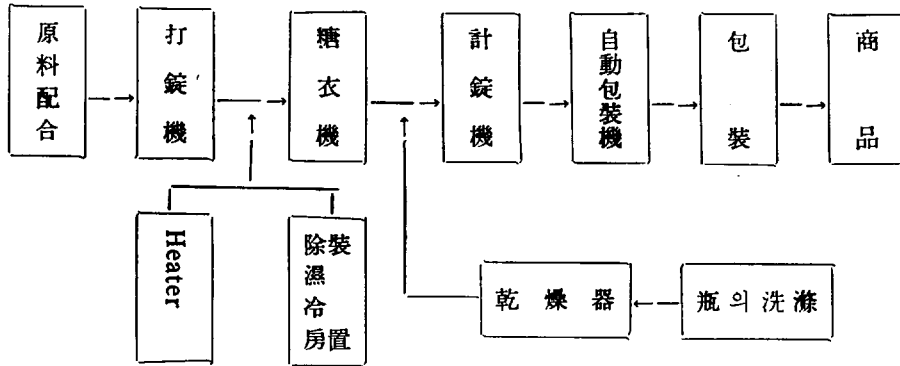 原料配合
打錠機
糖衣機
計錠機
自動包裝機
包裝
商品
Heater
除濕冷房裝置
乾燥器
瓶의洗滌